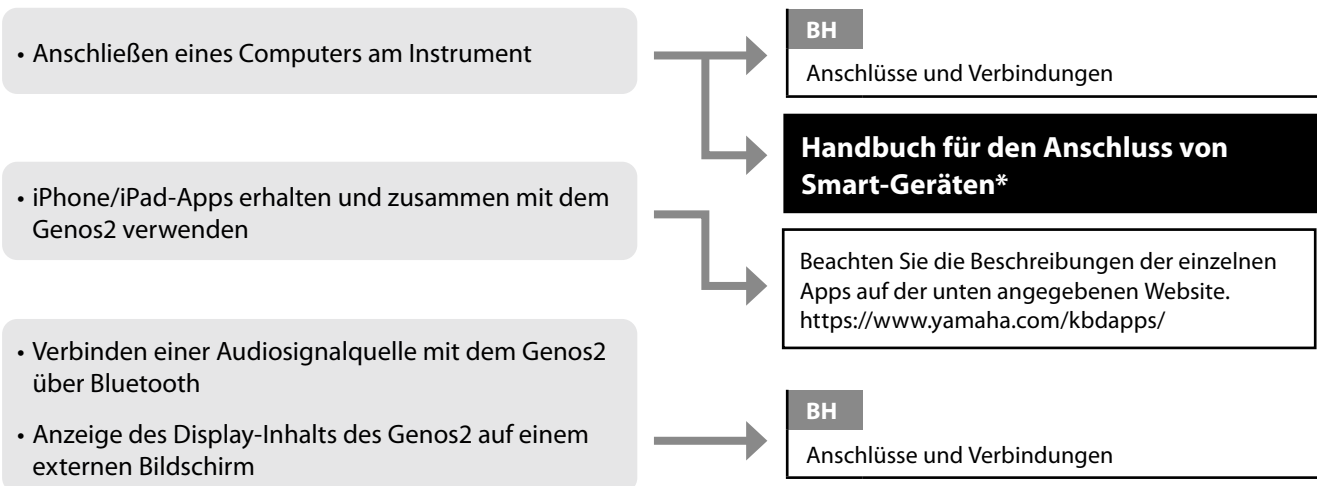 • Anschließen eines Computers am Instrument
BH
Anschlüsse und Verbindungen
Handbuch für den Anschluss von
Smart-Geräten*
• iPhone/iPad-Apps erhalten und zusammen mit dem
Genos2 verwenden
Beachten Sie die Beschreibungen der einzelnen
Apps auf der unten angegebenen Website.
https://www.yamaha.com/kbdapps/
• Verbinden einer Audiosignalquelle mit dem Genos2
über Bluetooth
• Anzeige des Display-Inhalts des Genos2 auf einem
externen Bildschirm
BH
Anschlüsse und Verbindungen